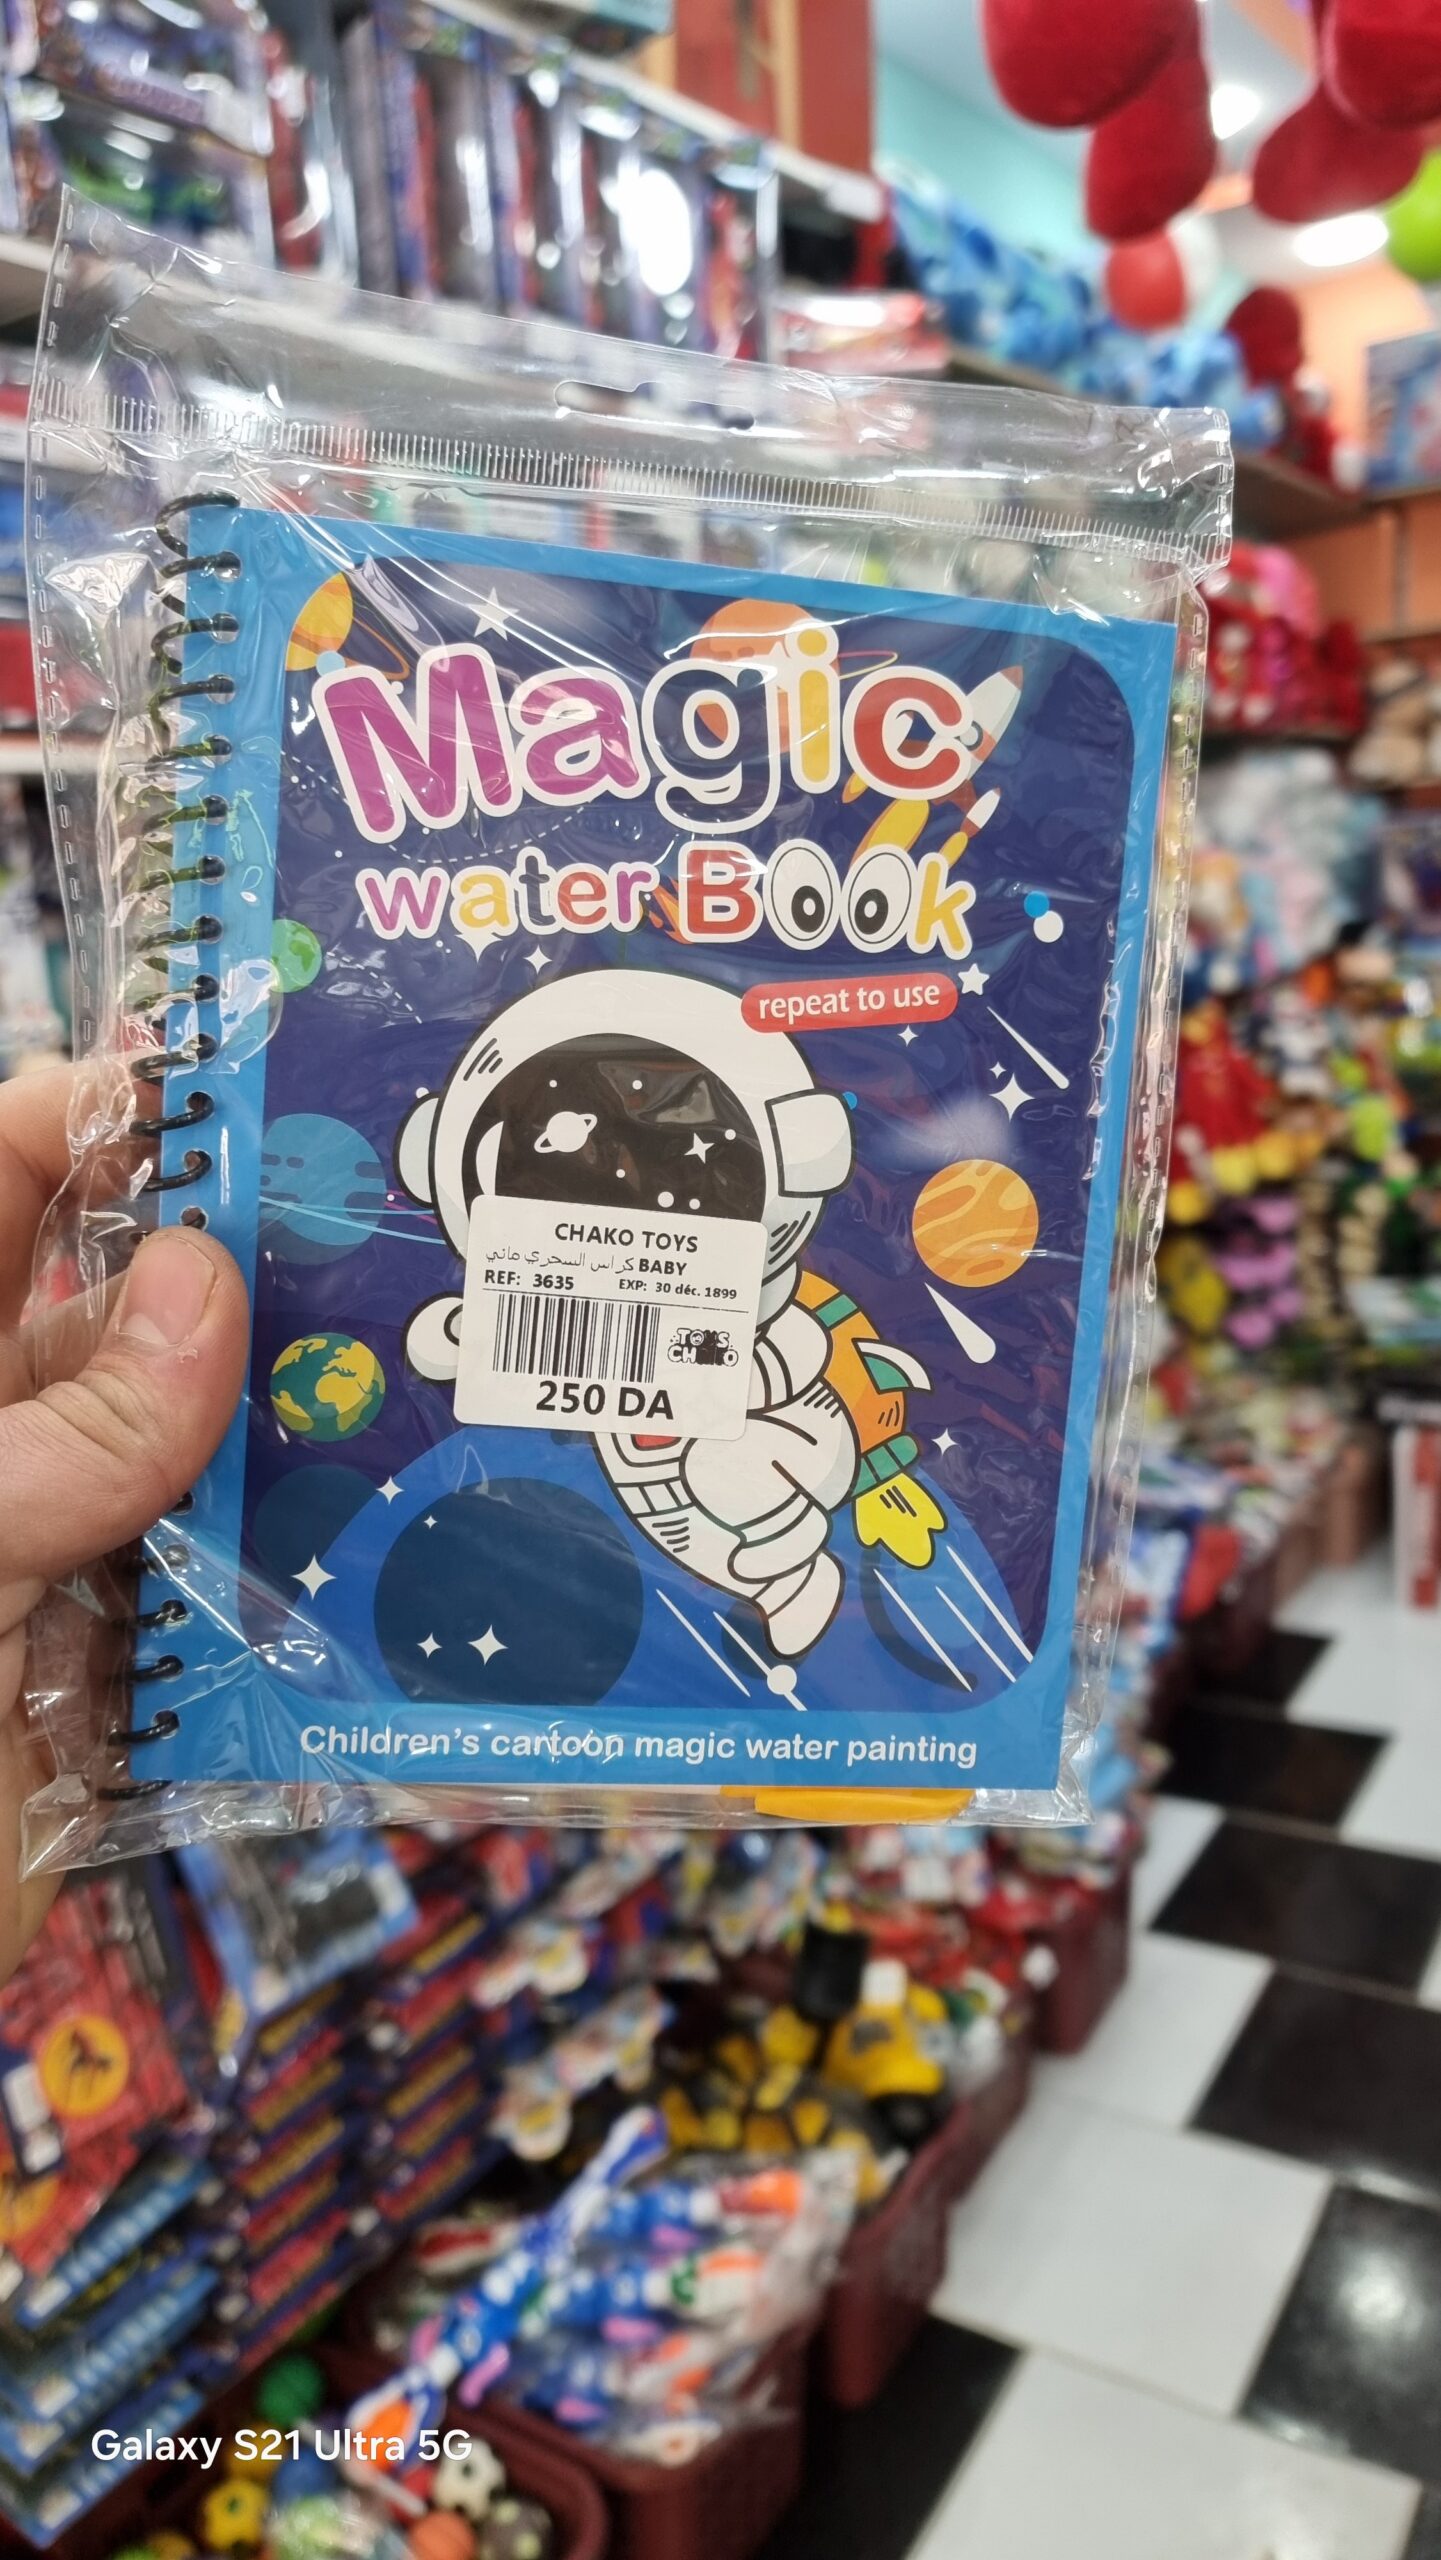 Magic
water Book
repeat to use
CHAKO TOYS
كراس السحري مائي BABY
REF: 3635 EXP: 30 déc. 1899
TOYS
CHAKO
250 DA
Children's cartoon magic water painting
Galaxy S21 Ultra 5G